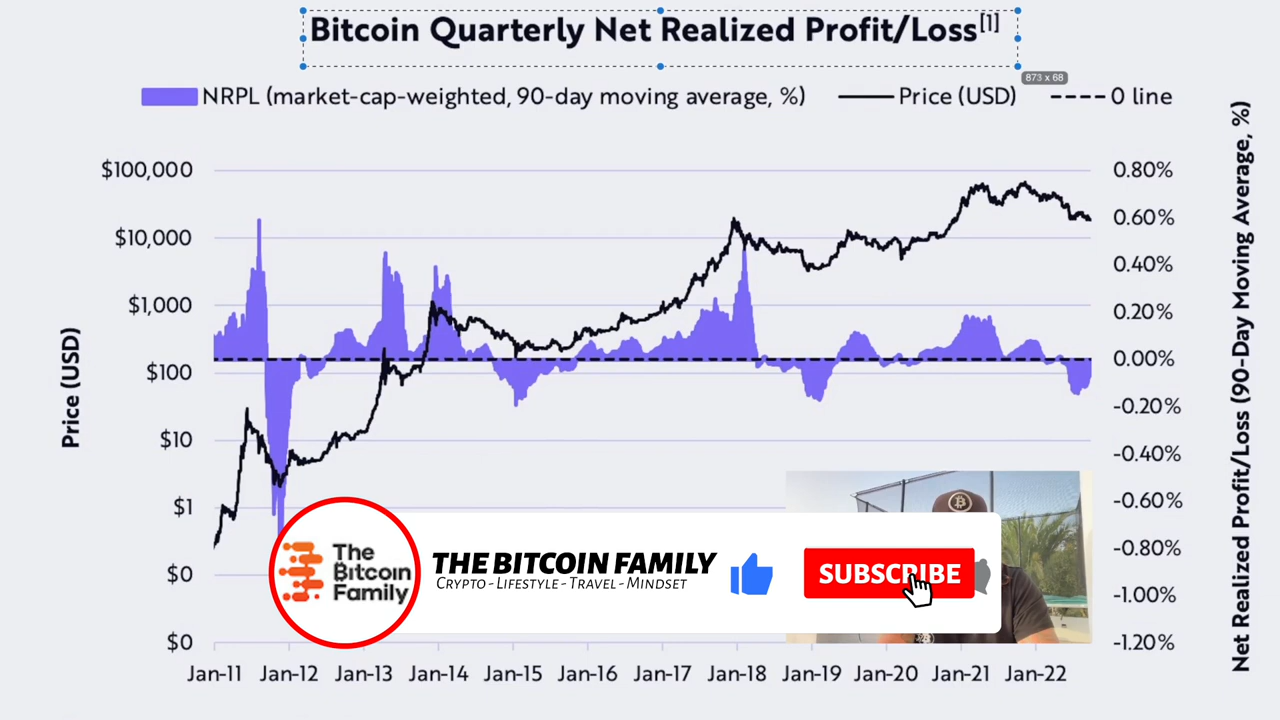 Bitcoin Quarterly Net Realized Profit/Loss[1]
873 x 68
NRPL (market-cap-weighted, 90-day moving average, %)
Price (USD)
0 line
$100,000
$10,000
$1,000
$100
$10
$1
$0
$0
Price (USD)
0.80%
0.60%
0.40%
0.20%
0.00%
-0.20%
-0.40%
-0.60%
-0.80%
-1.00%
-1.20%
Net Realized Profit/Loss (90-Day Moving Average, %)
Jan-11 Jan-12 Jan-13 Jan-14 Jan-15 Jan-16 Jan-17 Jan-18 Jan-19 Jan-20 Jan-21 Jan-22
The
Bitcoin
Family
THE BITCOIN FAMILY
CRYPTO - LIFESTYLE - TRAVEL - MINDSET
SUBSCRIBE